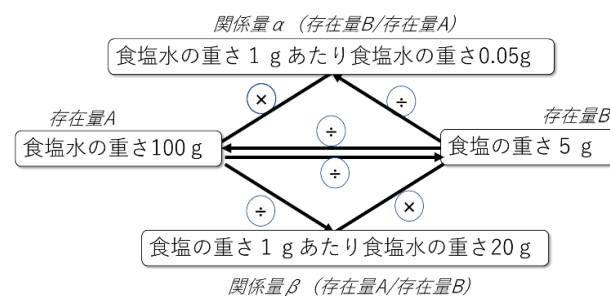 関係量α（存在量B/存在量A）
食塩水の重さ１ｇあたり食塩水の重さ0.05g
×
÷
存在量A
存在量B
食塩水の重さ100ｇ
÷
食塩の重さ５ｇ
÷
÷
×
食塩の重さ１ｇあたり食塩水の重さ20ｇ
関係量β（存在量A/存在量B）